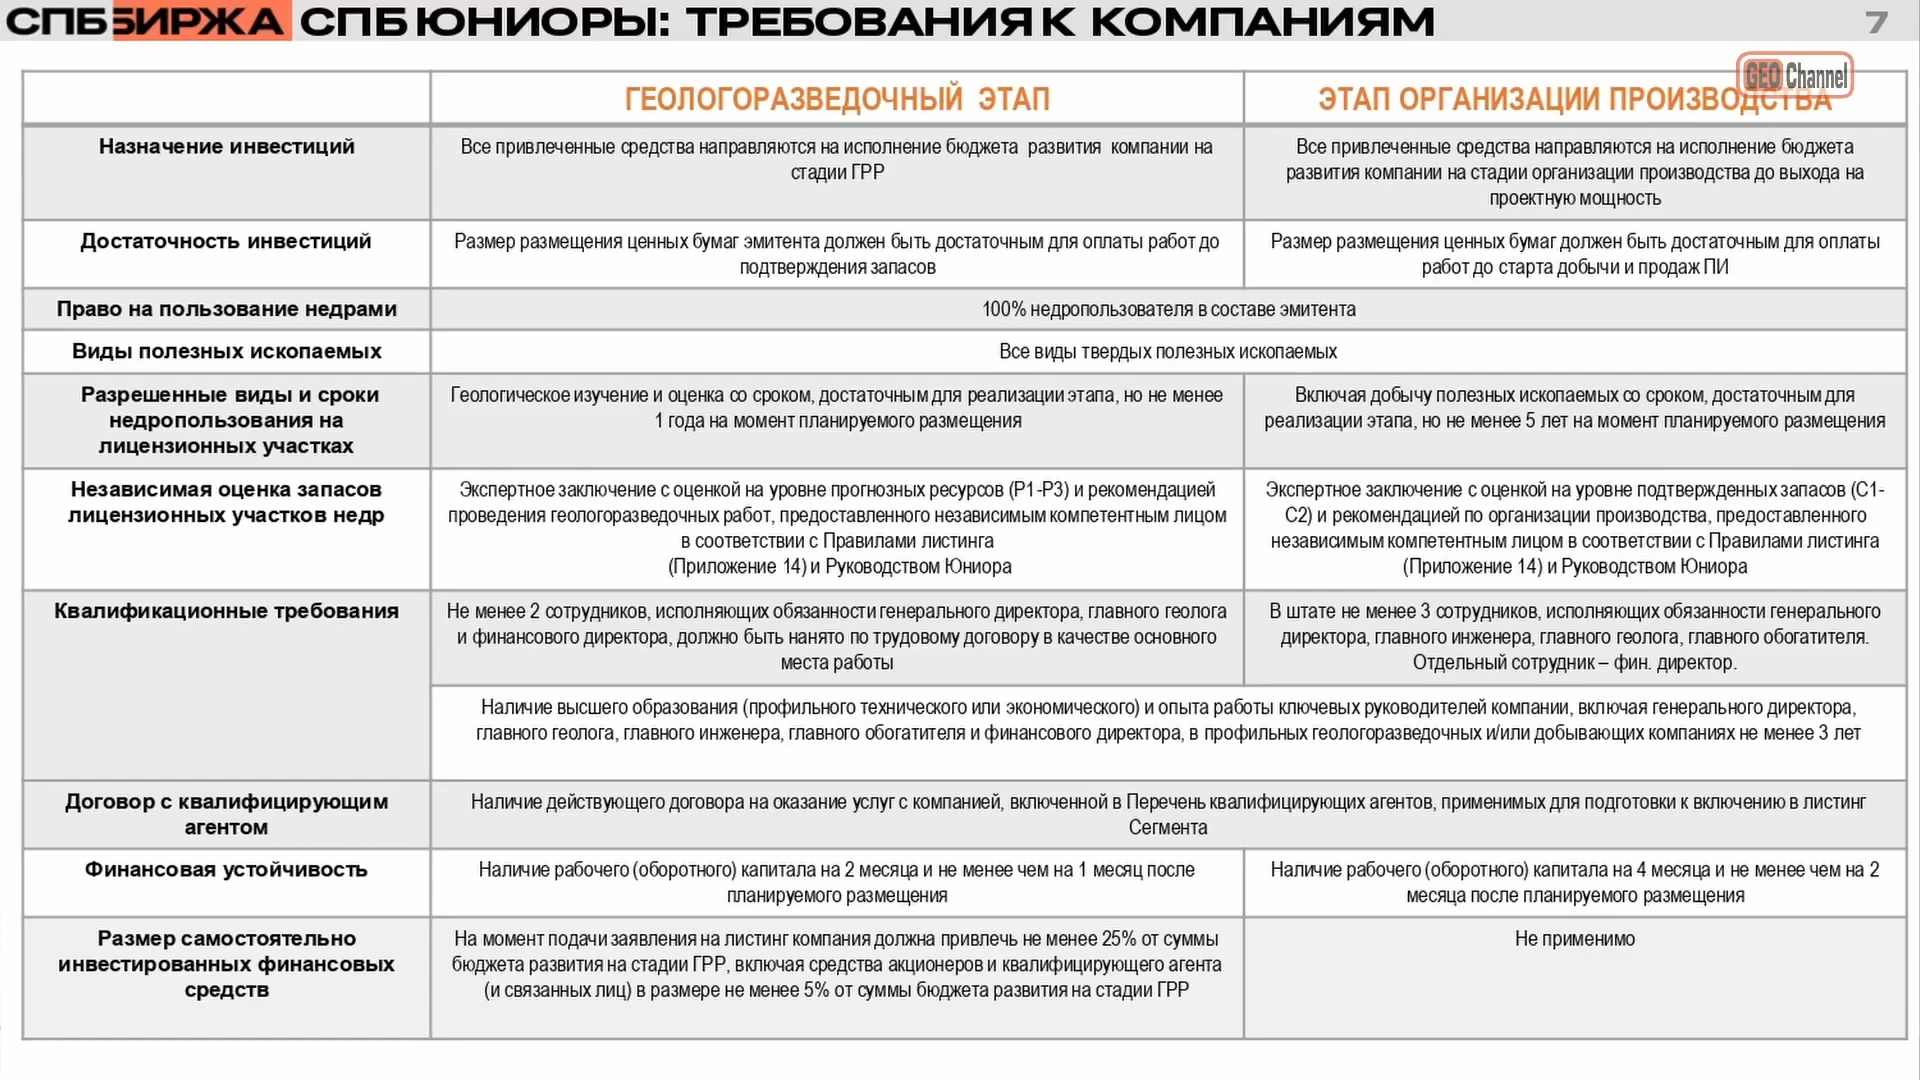 СПББИРЖА СПБ ЮНИОРЫ: ТРЕБОВАНИЯ К КОМПАНИЯМ 7
GEO Channel
ГЕОЛОГОРАЗВЕДОЧНЫЙ ЭТАП
ЭТАП ОРГАНИЗАЦИИ ПРОИЗВОДСТВА
Назначение инвестиций
Все привлеченные средства направляются на исполнение бюджета развития компании на
стадии ГРР
Все привлеченные средства направляются на исполнение бюджета
развития компании на стадии организации производства до выхода на
проектную мощность
Достаточность инвестиций
Размер размещения ценных бумаг эмитента должен быть достаточным для оплаты работ до
подтверждения запасов
Размер размещения ценных бумаг должен быть достаточным для оплаты
работ до старта добычи и продаж ПИ
Право на пользование недрами
100% недропользователя в составе эмитента
Виды полезных ископаемых
Все виды твердых полезных ископаемых
Разрешенные виды и сроки
недропользования на
лицензионных участках
Геологическое изучение и оценка со сроком, достаточным для реализации этапа, но не менее
1 года на момент планируемого размещения
Включая добычу полезных ископаемых со сроком, достаточным для
реализации этапа, но не менее 5 лет на момент планируемого размещения
Независимая оценка запасов
лицензионных участков недр
Экспертное заключение с оценкой на уровне прогнозных ресурсов (Р1-Р3) и рекомендацией
проведения геологоразведочных работ, предоставленного независимым компетентным лицом
в соответствии с Правилами листинга
(Приложение 14) и Руководством Юниора
Экспертное заключение с оценкой на уровне подтвержденных запасов (С1-
С2) и рекомендацией по организации производства, предоставленного
независимым компетентным лицом в соответствии с Правилами листинга
(Приложение 14) и Руководством Юниора
Квалификационные требования
Не менее 2 сотрудников, исполняющих обязанности генерального директора, главного геолога
и финансового директора, должно быть нанято по трудовому договору в качестве основного
места работы
В штате не менее 3 сотрудников, исполняющих обязанности генерального
директора, главного инженера, главного геолога, главного обогатителя.
Отдельный сотрудник – фин. директор.
Наличие высшего образования (профильного технического или экономического) и опыта работы ключевых руководителей компании, включая генерального директора,
главного геолога, главного инженера, главного обогатителя и финансового директора, в профильных геологоразведочных и/или добывающих компаниях не менее 3 лет
Договор с квалифицирующим
агентом
Наличие действующего договора на оказание услуг с компанией, включенной в Перечень квалифицирующих агентов, применимых для подготовки к включению в листинг
Сегмента
Финансовая устойчивость
Наличие рабочего (оборотного) капитала на 2 месяца и не менее чем на 1 месяц после
планируемого размещения
Наличие рабочего (оборотного) капитала на 4 месяца и не менее чем на 2
месяца после планируемого размещения
Размер самостоятельно
инвестированных финансовых
средств
На момент подачи заявления на листинг компания должна привлечь не менее 25% от суммы
бюджета развития на стадии ГРР, включая средства акционеров и квалифицирующего агента
(и связанных лиц) в размере не менее 5% от суммы бюджета развития на стадии ГРР
Не применимо